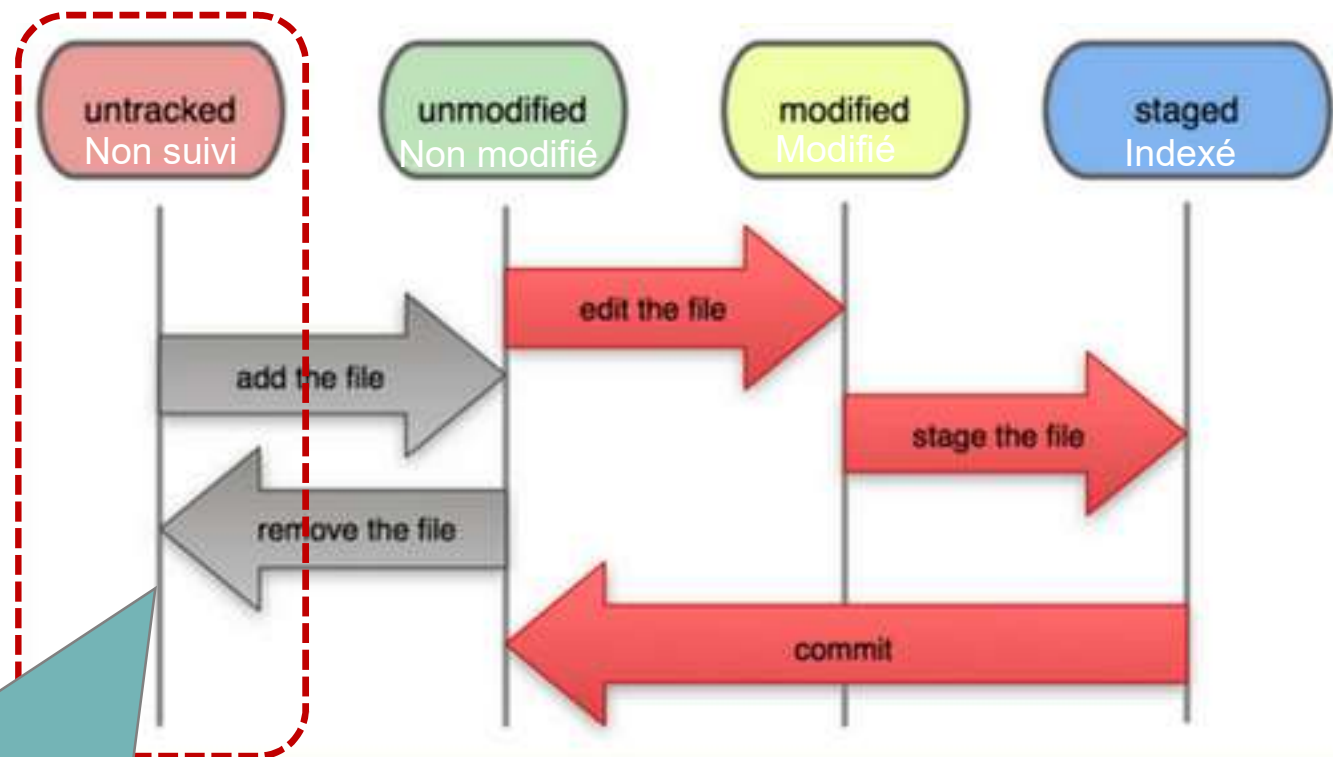 untracked
Non suivi
unmodified
Non modifié
modified
Modifié
staged
Indexé
edit the file
add the file
stage the file
remove the file
commit